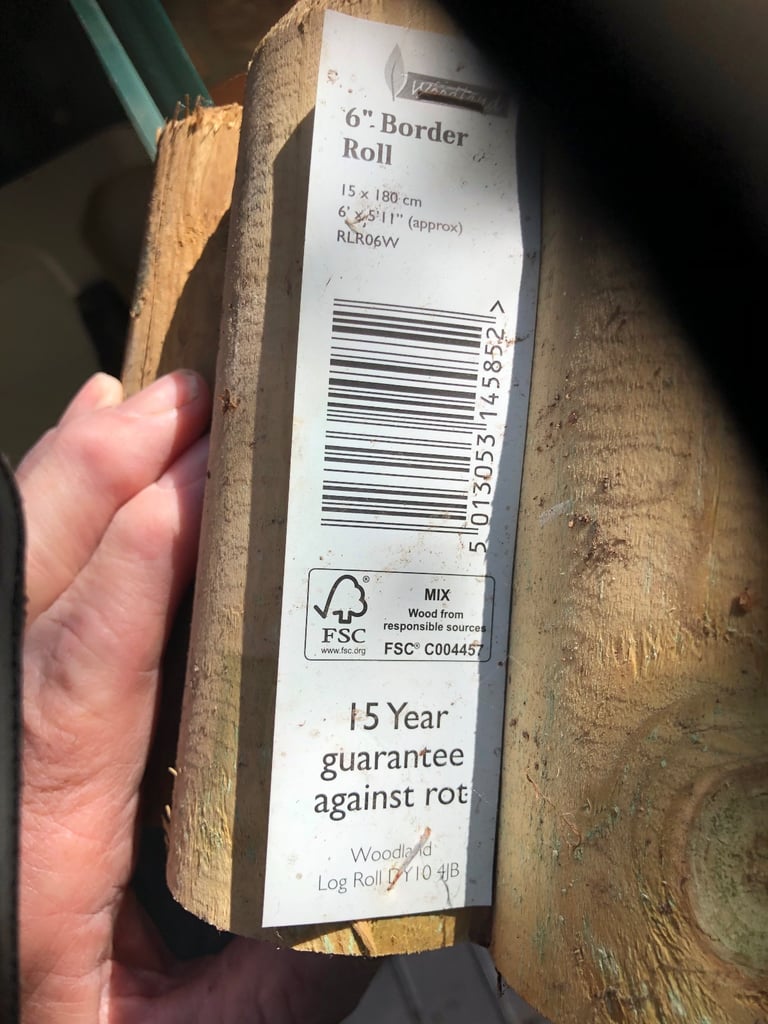 Woodland
6" Border
Roll
15 x 180 cm
6' x 5'11" (approx)
RLR06W
5 013053 145852 >
FSC®
www.fsc.org
MIX
Wood from
responsible sources
FSC® C004457
15 Year
guarantee
against rot
Woodland
Log Roll DY10 4JB